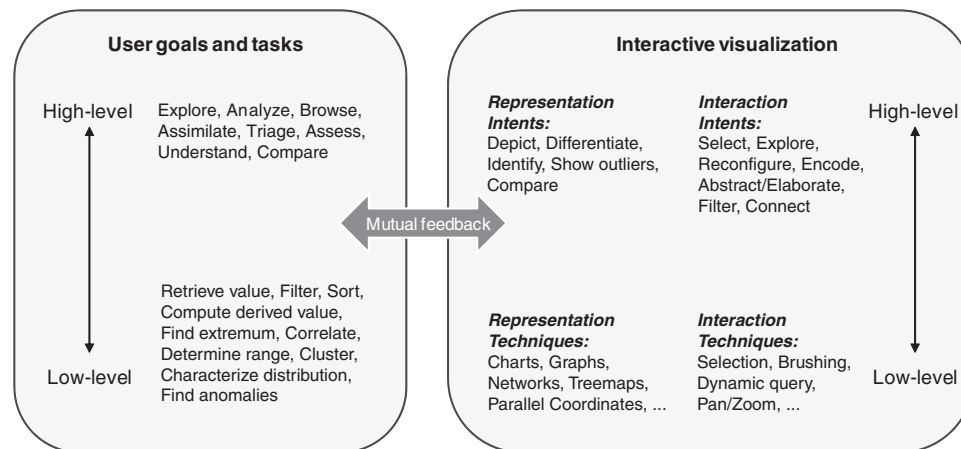 User goals and tasks
High-level
Explore, Analyze, Browse,
Assimilate, Triage, Assess,
Understand, Compare
Low-level
Retrieve value, Filter, Sort,
Compute derived value,
Find extremum, Correlate,
Determine range, Cluster,
Characterize distribution,
Find anomalies
Mutual feedback
Interactive visualization
Representation
Intents:
Depict, Differentiate,
Identify, Show outliers,
Compare
Interaction
Intents:
Select, Explore,
Reconfigure, Encode,
Abstract/Elaborate,
Filter, Connect
High-level
Representation
Techniques:
Charts, Graphs,
Networks, Treemaps,
Parallel Coordinates, ...
Interaction
Techniques:
Selection, Brushing,
Dynamic query,
Pan/Zoom, ...
Low-level